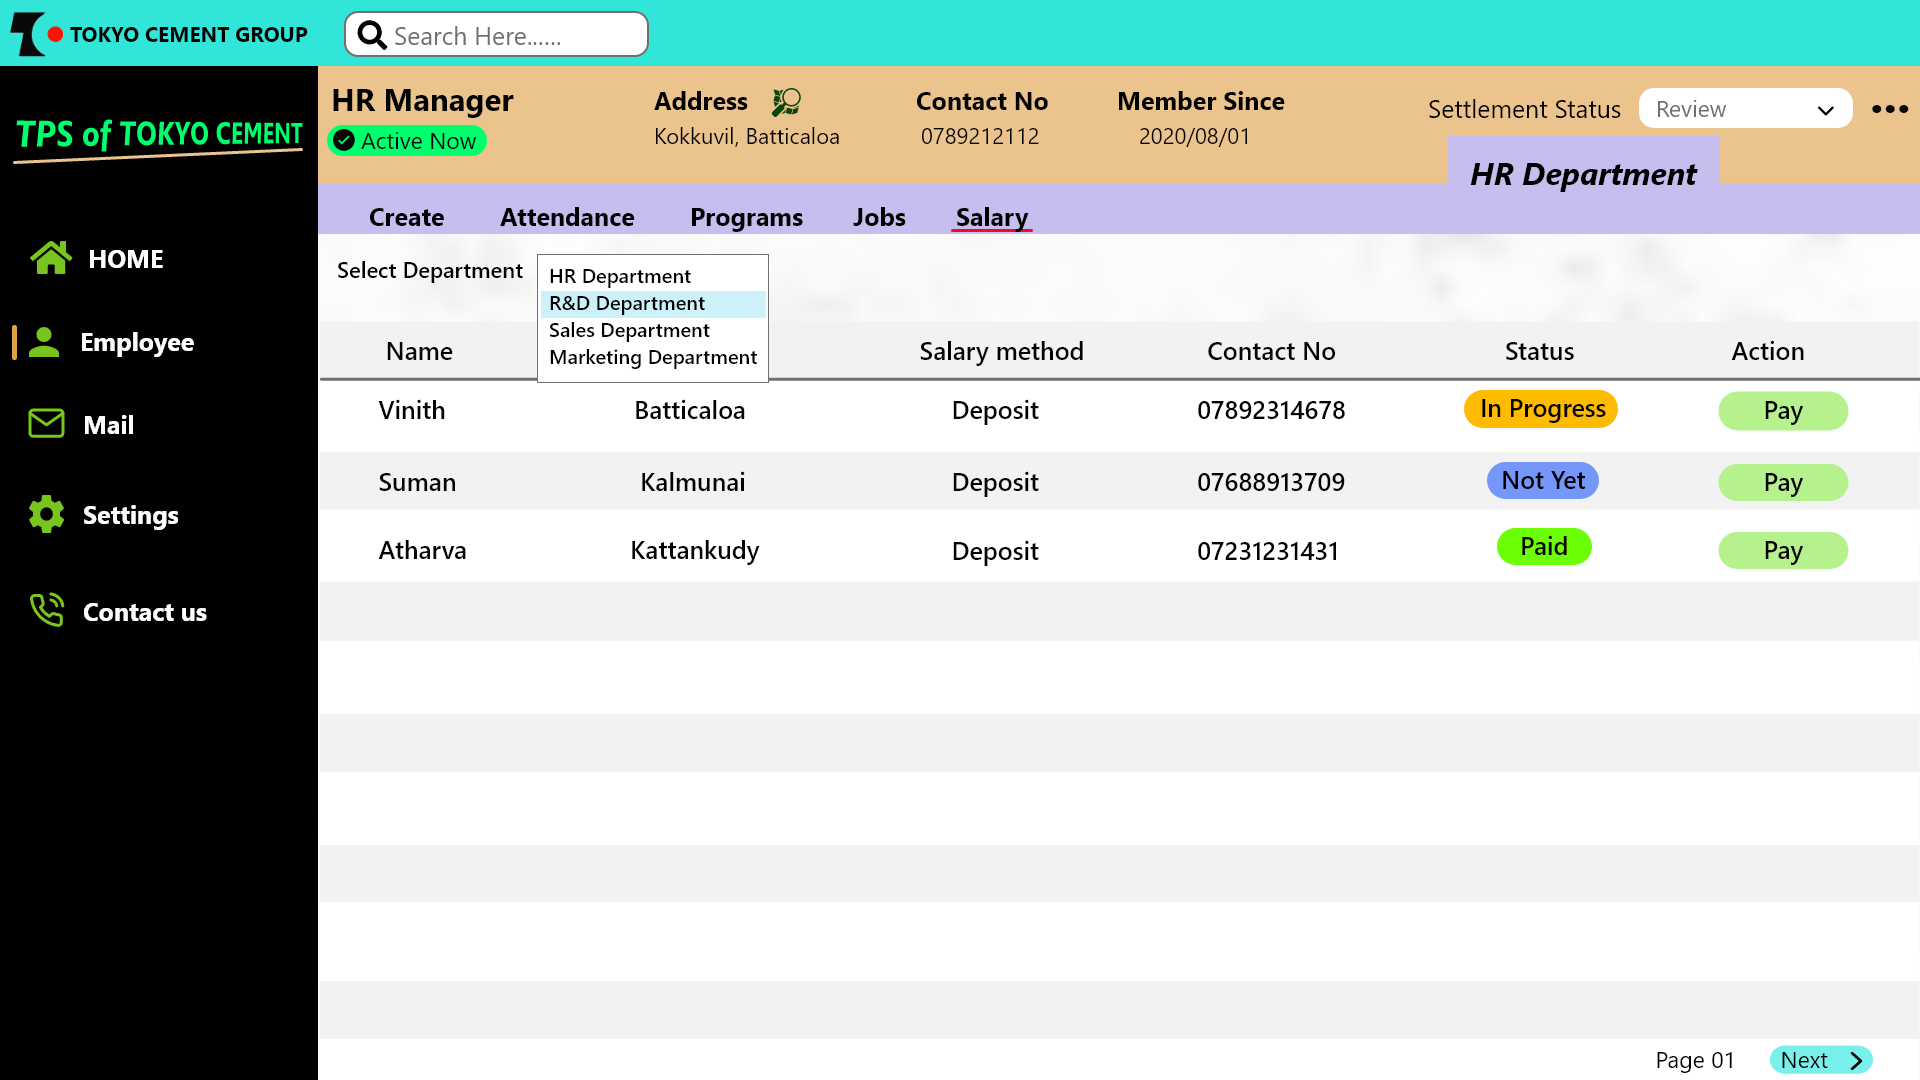 TOKYO CEMENT GROUP
Search Here......
TPS of TOKYO CEMENT
HOME
Employee
Mail
Settings
Contact us
HR Manager
Active Now
Address
Kokkuvil, Batticaloa
Contact No
0789212112
Member Since
2020/08/01
Settlement Status
Review
HR Department
Create Attendance Programs Jobs Salary
Select Department
HR Department
R&D Department
Sales Department
Marketing Department
Name Salary method Contact No Status Action
Vinith Batticaloa Deposit 07892314678 In Progress Pay
Suman Kalmunai Deposit 07688913709 Not Yet Pay
Atharva Kattankudy Deposit 07231231431 Paid Pay
Page 01 Next